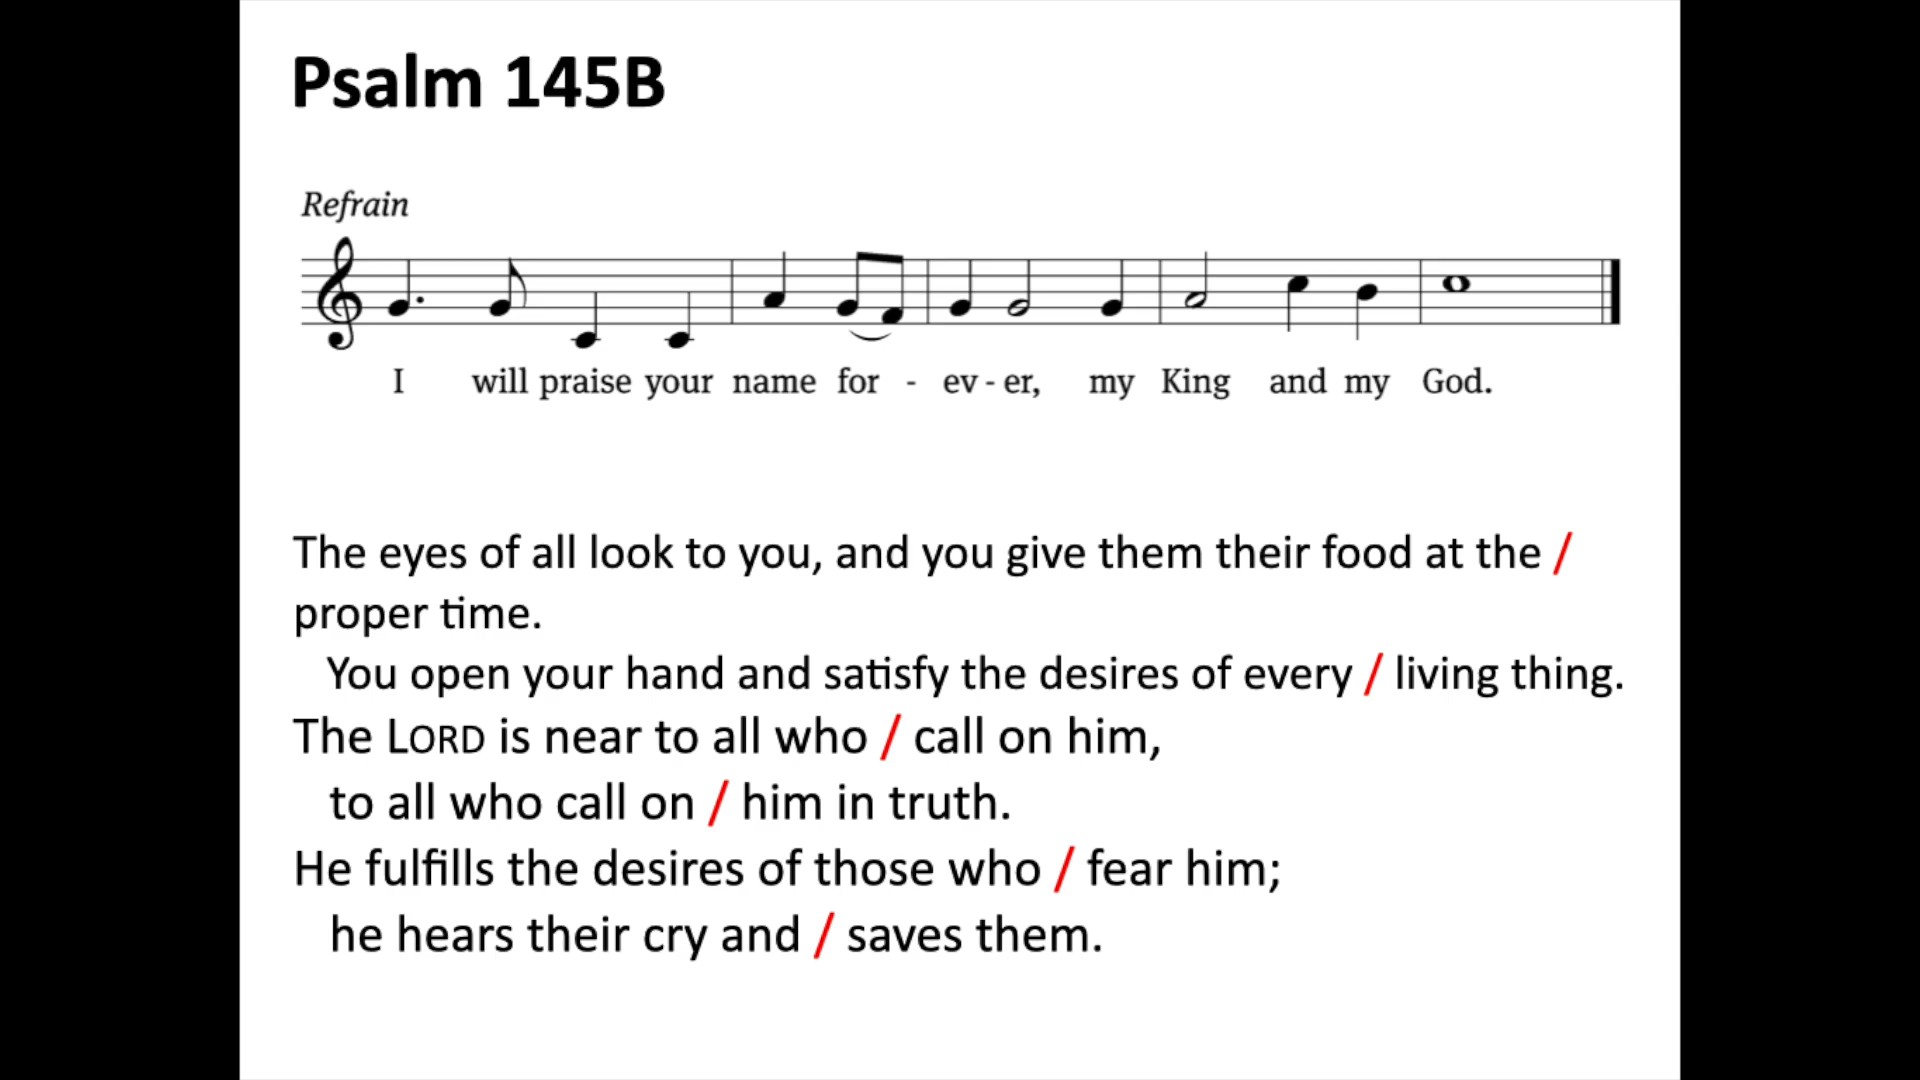 Psalm 145B
Refrain
I will praise your name for - ev - er, my King and my God.
The eyes of all look to you, and you give them their food at the /
proper time.
You open your hand and satisfy the desires of every / living thing.
The LORD is near to all who / call on him,
to all who call on / him in truth.
He fulfills the desires of those who / fear him;
he hears their cry and / saves them.